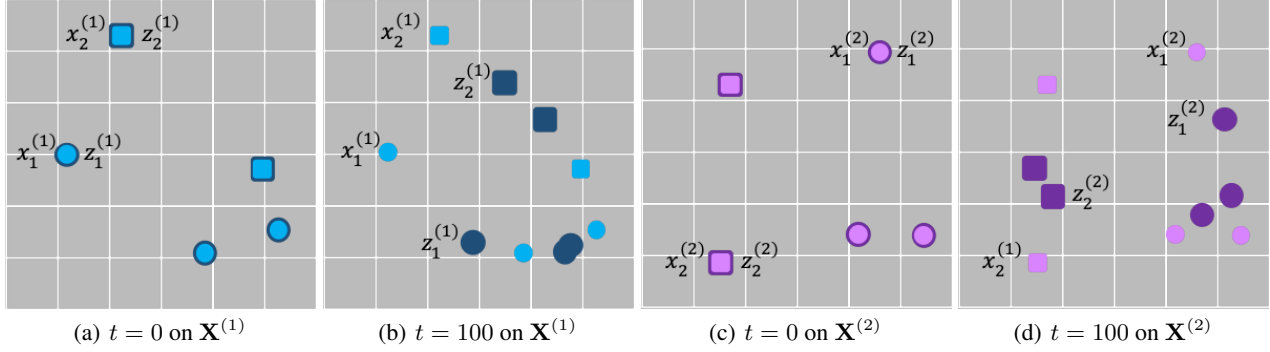 x_2^{(1)} z_2^{(1)}
x_1^{(1)} z_1^{(1)}
(a) t = 0 on X^{(1)}
x_2^{(1)}
z_2^{(1)}
x_1^{(1)}
z_1^{(1)}
(b) t = 100 on X^{(1)}
x_1^{(2)} z_1^{(2)}
x_2^{(2)} z_2^{(2)}
(c) t = 0 on X^{(2)}
x_1^{(2)}
z_1^{(2)}
z_2^{(2)}
x_2^{(1)}
(d) t = 100 on X^{(2)}